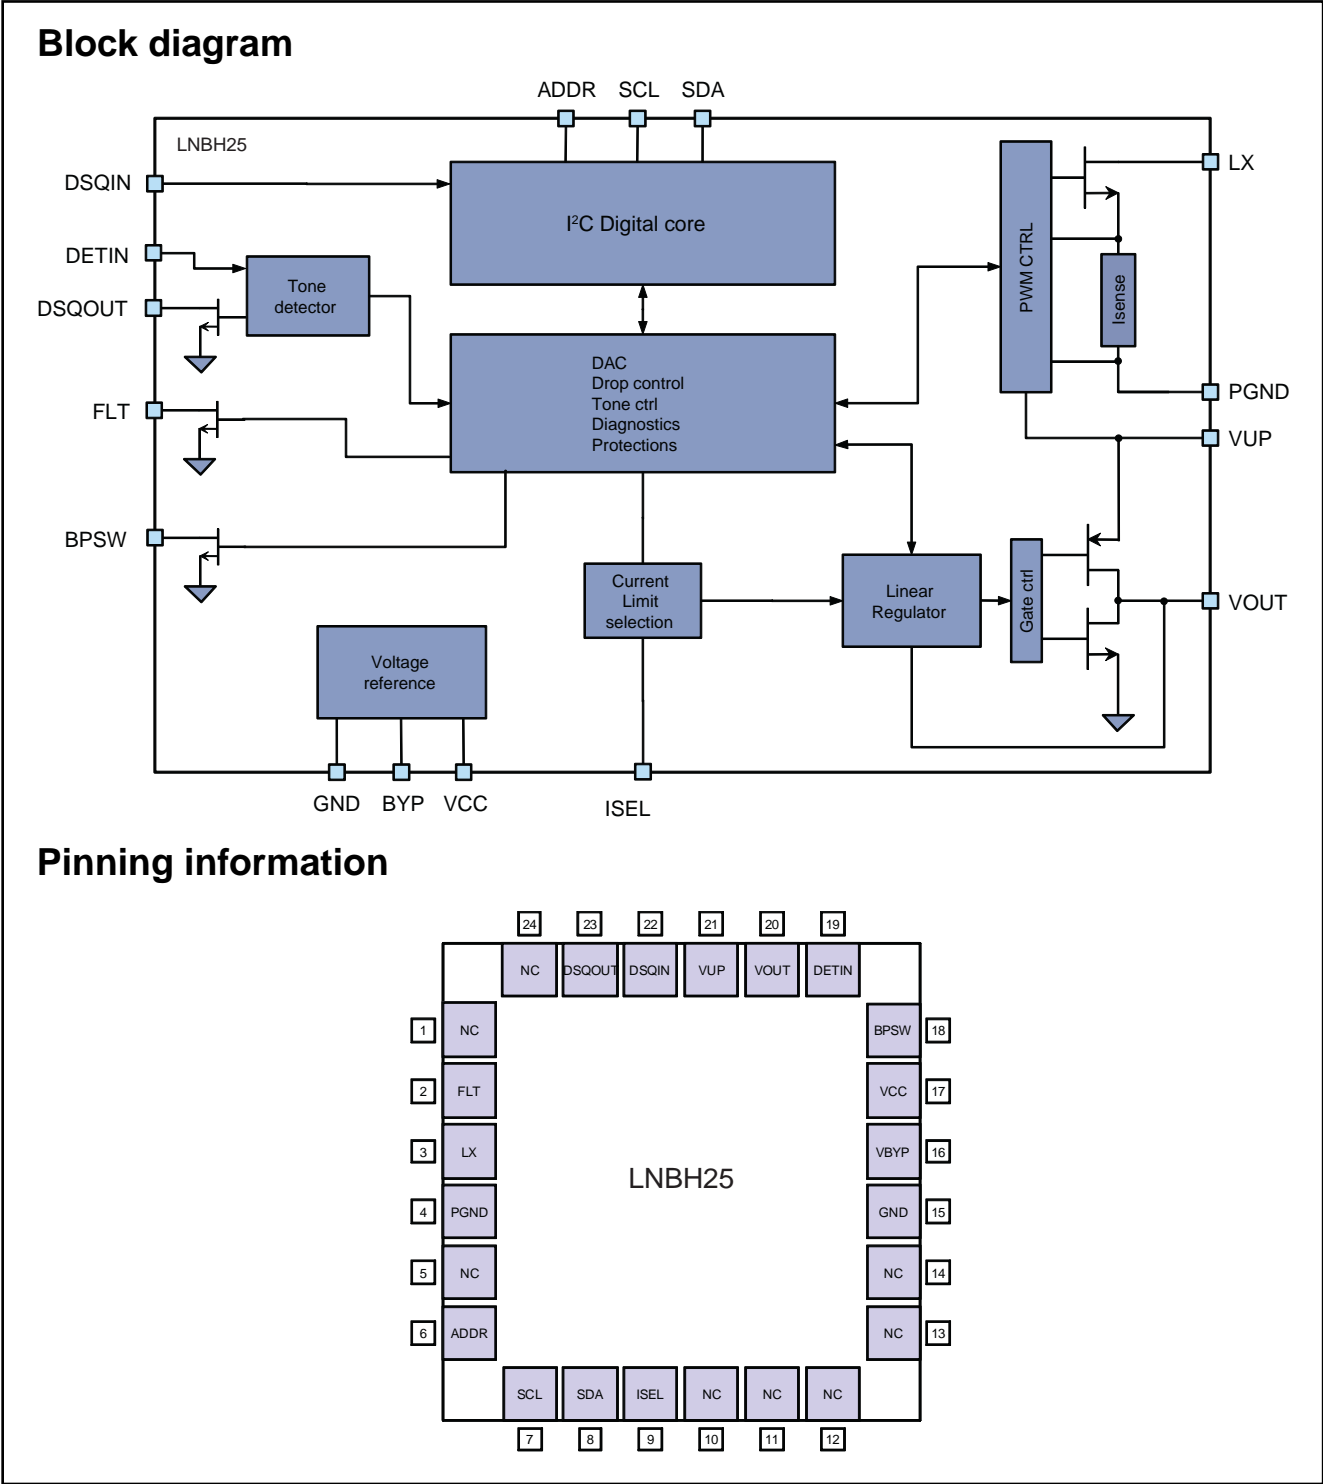 Block diagram
ADDR SCL SDA
LNBH25
DSQIN
DETIN
DSQOUT
FLT
BPSW
LX
PGND
VUP
VOUT
I²C Digital core
Tone
detector
DAC
Drop control
Tone ctrl
Diagnostics
Protections
PWM CTRL
Isense
Current
Limit
selection
Linear
Regulator
Gate ctrl
Voltage
reference
GND BYP VCC
ISEL
Pinning information
24 23 22 21 20 19
NC DSQOUT DSQIN VUP VOUT DETIN
1 NC
2 FLT
3 LX
4 PGND
5 NC
6 ADDR
LNBH25
BPSW 18
VCC 17
VBYP 16
GND 15
NC 14
NC 13
SCL SDA ISEL NC NC NC
7 8 9 10 11 12